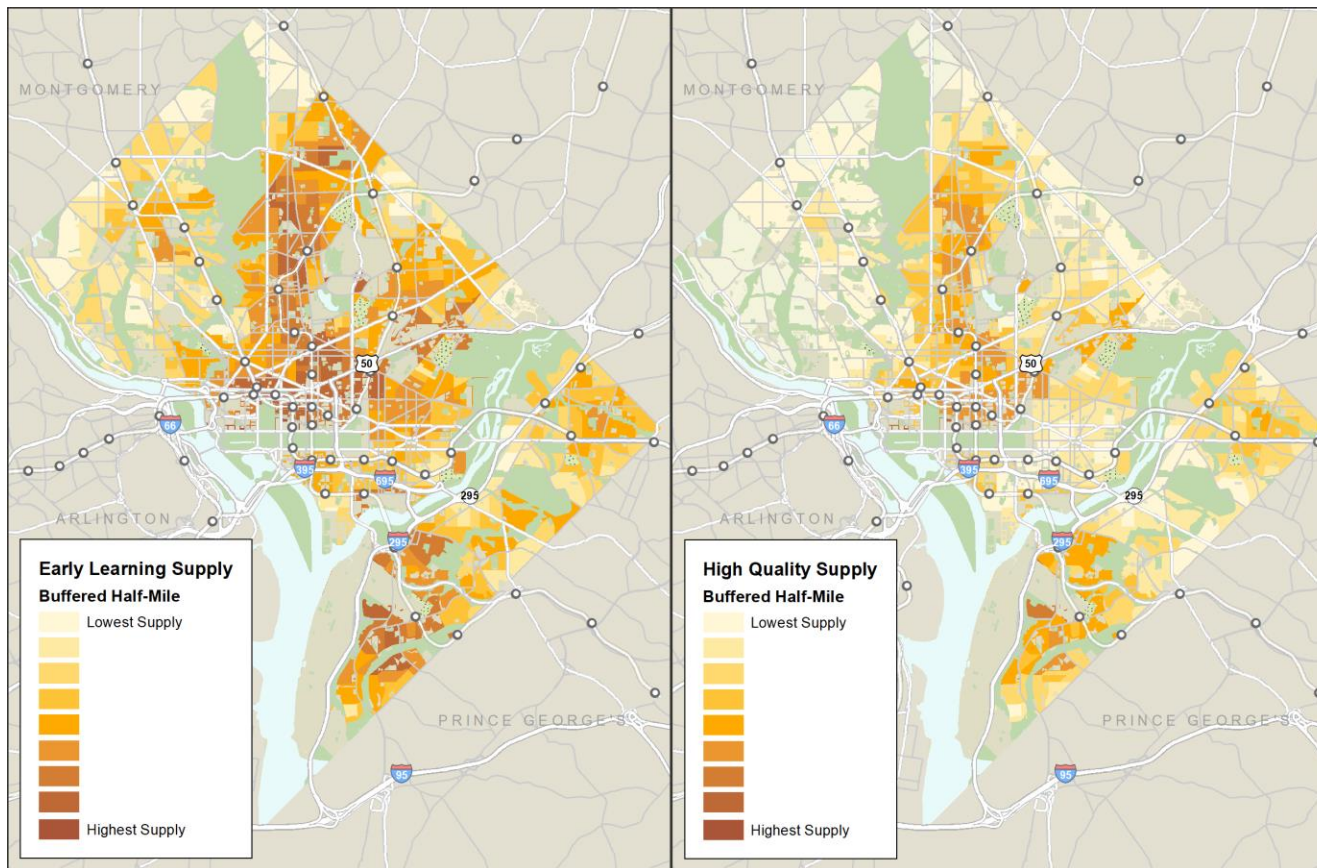 MONTGOMERY
50
66
395
695
295
ARLINGTON
295
Early Learning Supply
Buffered Half-Mile
Lowest Supply
Highest Supply
PRINCE GEORGE'S
95
MONTGOMERY
50
66
395
695
295
ARLINGTON
295
High Quality Supply
Buffered Half-Mile
Lowest Supply
Highest Supply
PRINCE GEORGE'S
95